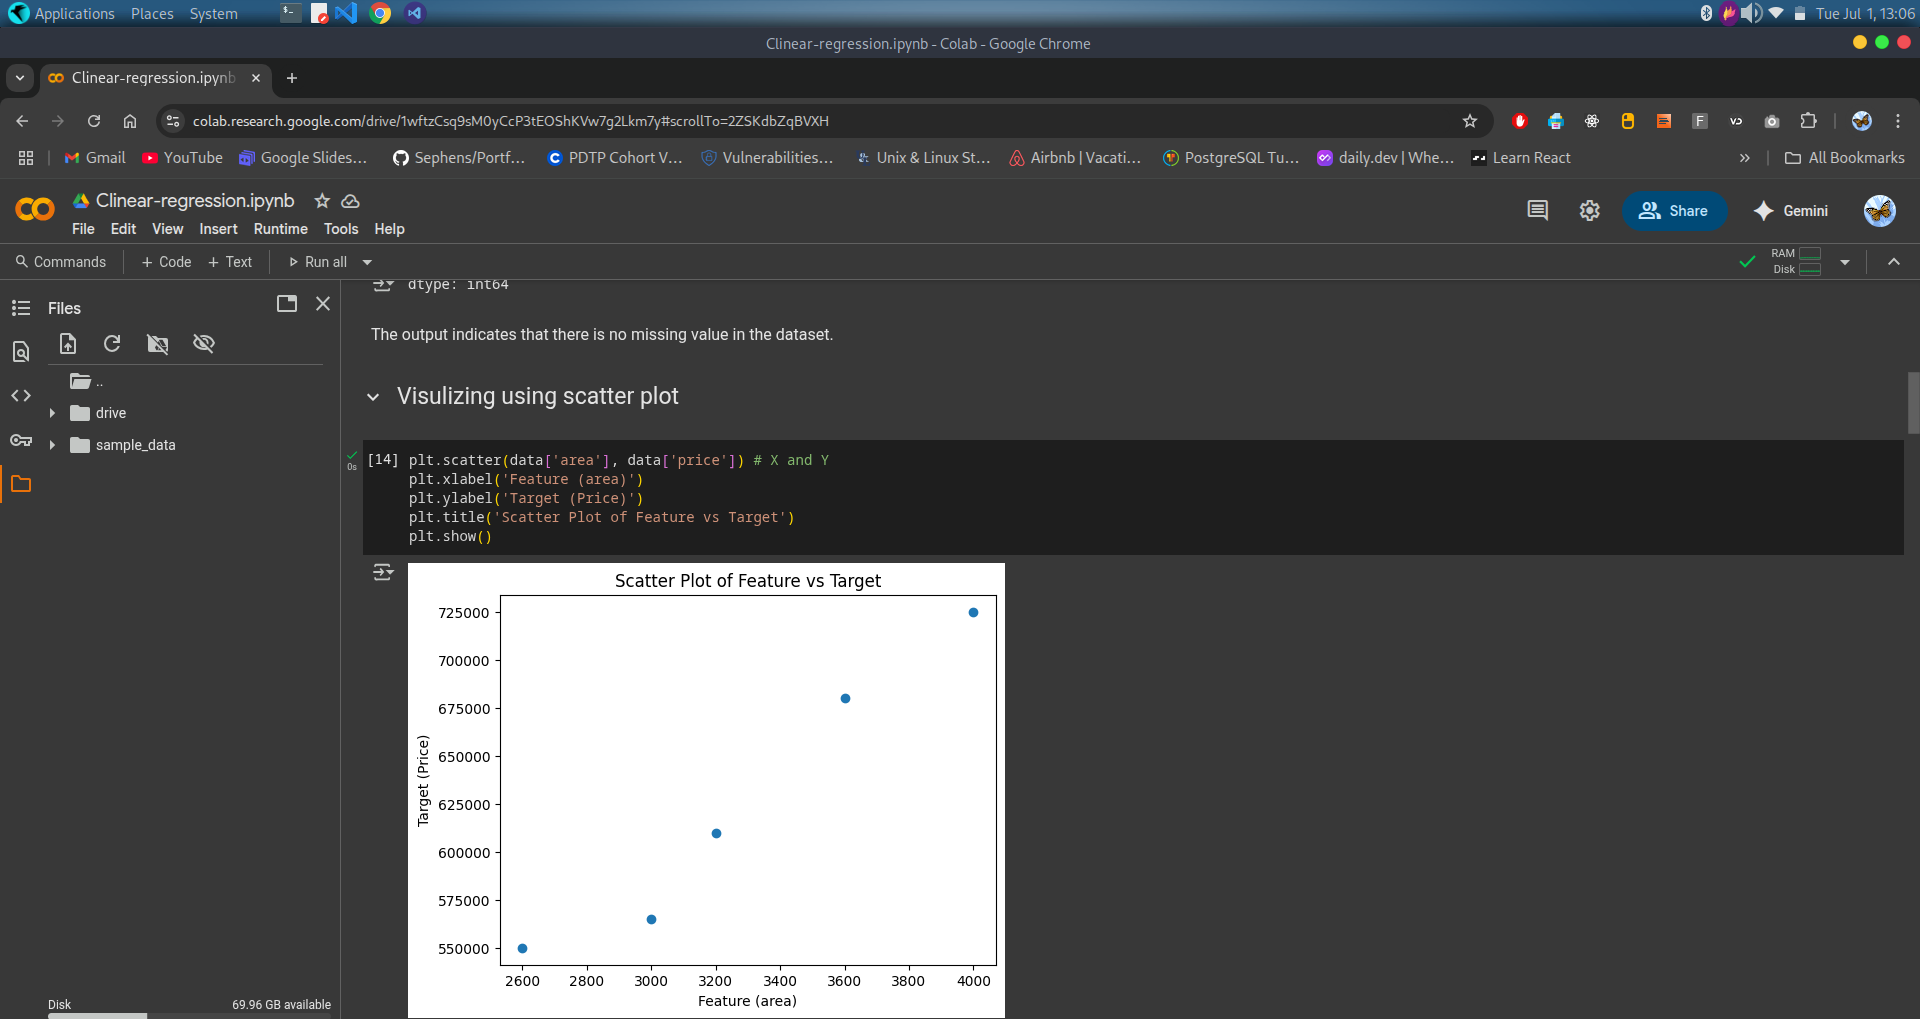 Applications Places System
Tue Jul 1, 13:06
Clinear-regression.ipynb - Colab - Google Chrome
Clinear-regression.ipynb
colab.research.google.com/drive/1wftzCsq9sM0yCcP3tEOShKVw7g2Lkm7y#scrollTo=2ZSKdbZqBVXH
Gmail YouTube Google Slides... Sephens/Portf... PDTP Cohort V... Vulnerabilities... Unix & Linux St... Airbnb | Vacati... PostgreSQL Tu... daily.dev | Whe... Learn React » All Bookmarks
Clinear-regression.ipynb
File Edit View Insert Runtime Tools Help
Share Gemini
Commands + Code + Text Run all
RAM
Disk
Files
..
drive
sample_data
Disk 69.96 GB available
dtype: int64
The output indicates that there is no missing value in the dataset.
Visulizing using scatter plot
0s
[14] plt.scatter(data['area'], data['price']) # X and Y
plt.xlabel('Feature (area)')
plt.ylabel('Target (Price)')
plt.title('Scatter Plot of Feature vs Target')
plt.show()
Scatter Plot of Feature vs Target
725000
700000
675000
650000
625000
600000
575000
550000
Target (Price)
2600 2800 3000 3200 3400 3600 3800 4000
Feature (area)